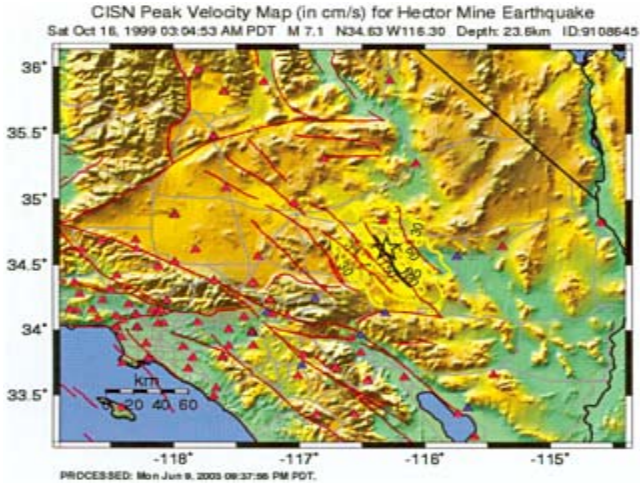 CISN Peak Velocity Map (in cm/s) for Hector Mine Earthquake
Sat Oct 16, 1999 03:04:53 AM PDT M 7.1 N34.63 W116.30 Depth: 23.6km ID:9108645
36°
35.5°
35°
34.5°
34°
33.5°
km
0 20 40 60
-118°
-117°
-116°
-115°
PROCESSED: Mon Jun 9, 2003 09:37:56 PM PDT.